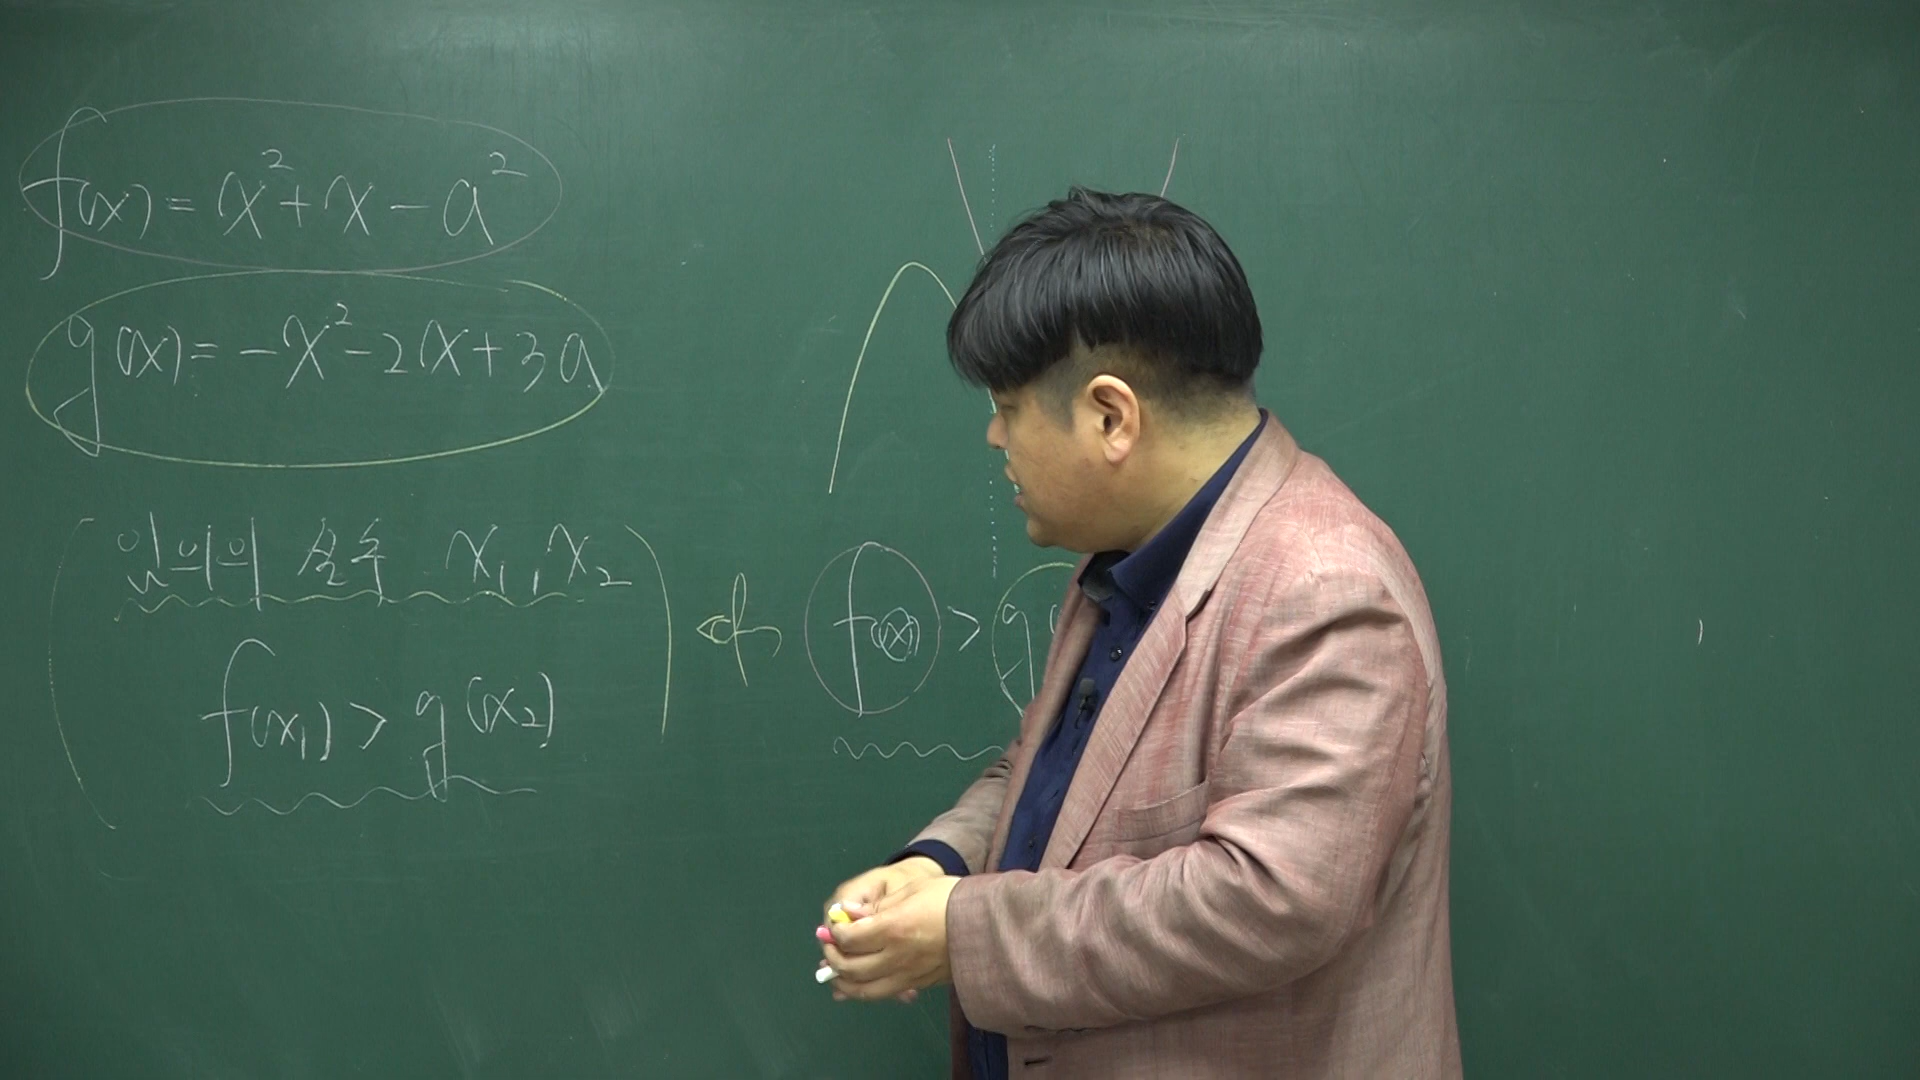 f(x) = x² + x - a²
g(x) = -x² - 2x + 3a
임의의 실수 x₁, x₂
f(x₁) > g(x₂)
f(x) > g